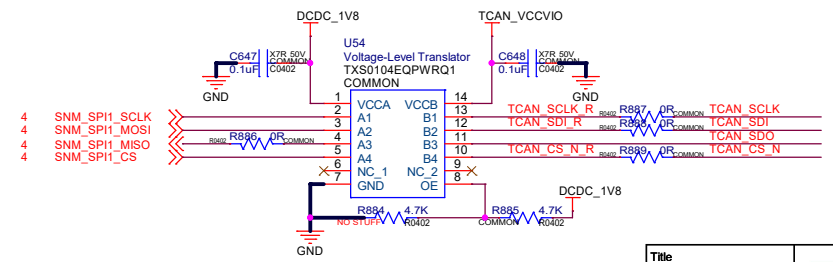 DCDC_1V8
TCAN_VCCVIO
U54
Voltage-Level Translator
TXS0104EQPWRQ1
COMMON
C647
X7R 50V
COMMON
0.1uF
C0402
GND
C648
X7R 50V
COMMON
0.1uF
C0402
GND
1 VCCA VCCB 14
4 SNM_SPI1_SCLK 2 A1 B1 13 TCAN_SCLK_R R0402 R887 0R COMMON TCAN_SCLK
4 SNM_SPI1_MOSI 3 A2 B2 12 TCAN_SDI_R R0402 R888 0R COMMON TCAN_SDI
4 SNM_SPI1_MISO R0402 R886 0R COMMON 4 A3 B3 11 TCAN_SDO
4 SNM_SPI1_CS 5 A4 B4 10 TCAN_CS_N_R R0402 R889 0R COMMON TCAN_CS_N
6 NC_1 NC_2 9
7 GND OE 8
DCDC_1V8
R884 4.7K
NO STUFF R0402
R885 4.7K
COMMON R0402
GND
Title